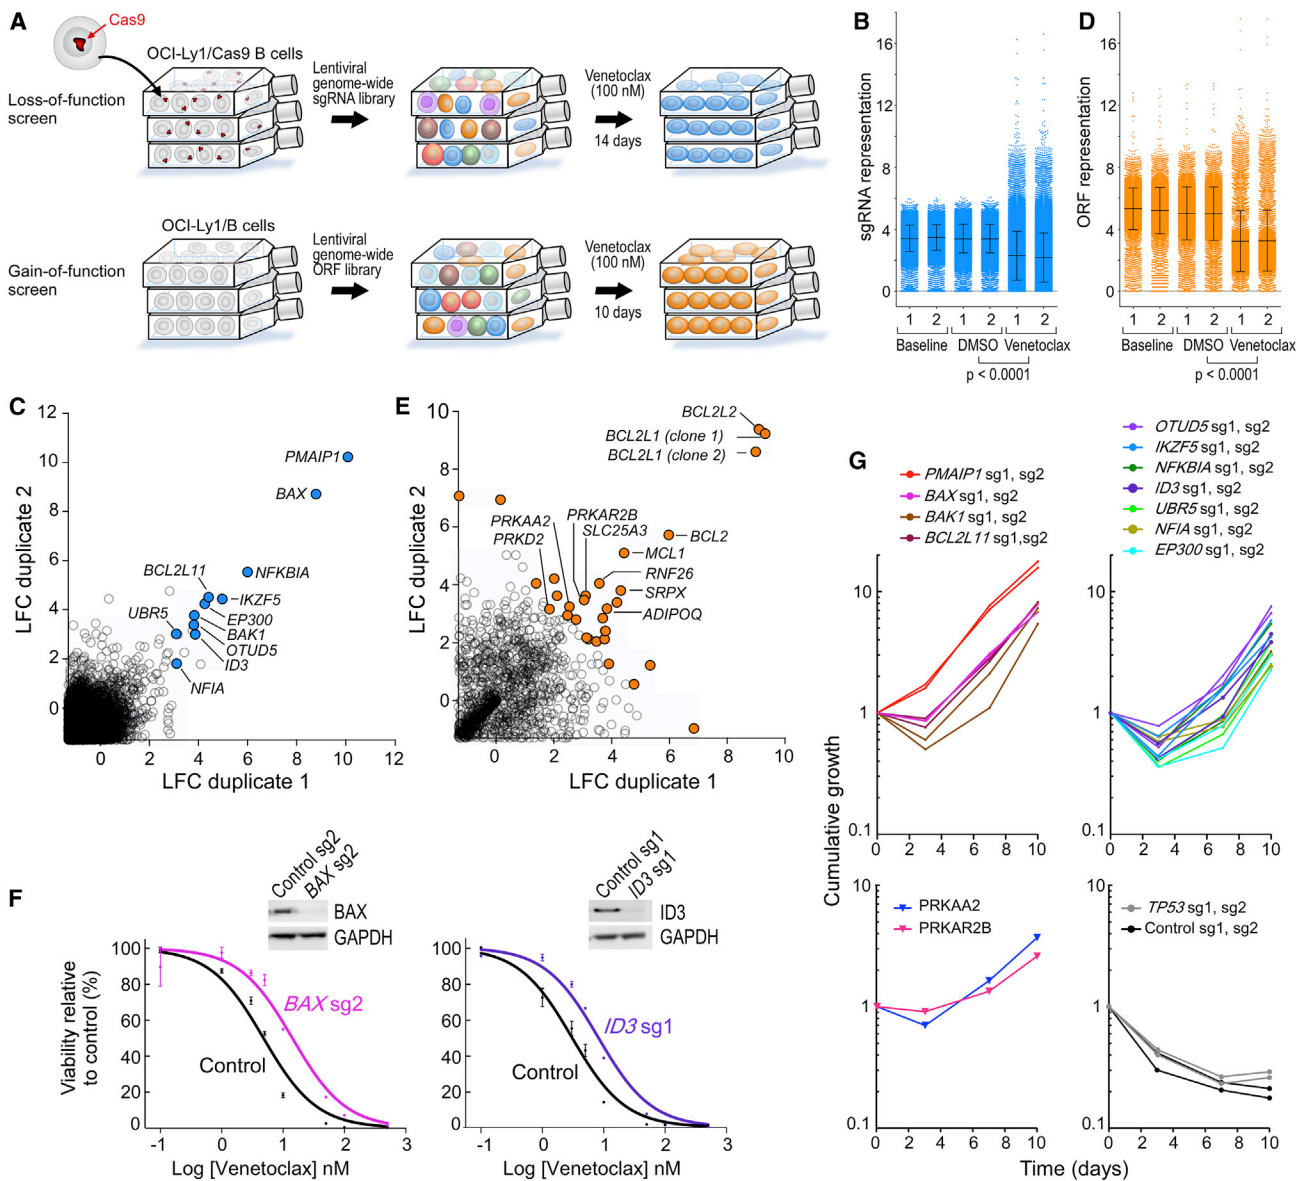 A
Cas9
OCI-Ly1/Cas9 B cells
Loss-of-function
screen
Lentiviral
genome-wide
sgRNA library
Venetoclax
(100 nM)
14 days
OCI-Ly1/B cells
Gain-of-function
screen
Lentiviral
genome-wide
ORF library
Venetoclax
(100 nM)
10 days
B
sgRNA representation
16
12
8
4
0
1 2 1 2 1 2
Baseline DMSO Venetoclax
p < 0.0001
D
ORF representation
16
12
8
4
0
1 2 1 2 1 2
Baseline DMSO Venetoclax
p < 0.0001
C
LFC duplicate 2
12
10
8
6
4
2
0
PMAIP1
BAX
NFKBIA
BCL2L11
IKZF5
UBR5
EP300
BAK1
OTUD5
ID3
NFIA
0 2 4 6 8 10 12
LFC duplicate 1
E
LFC duplicate 2
10
8
6
4
2
0
BCL2L2
BCL2L1 (clone 1)
BCL2L1 (clone 2)
PRKAR2B
PRKAA2
SLC25A3
PRKD2
BCL2
MCL1
RNF26
SRPX
ADIPOQ
0 2 4 6 8 10
LFC duplicate 1
F
Control sg2
BAX sg2
BAX
GAPDH
Viability relative
to control (%)
100
80
60
40
20
0
BAX sg2
Control
-1 0 1 2 3
Log [Venetoclax] nM
Control sg1
ID3 sg1
ID3
GAPDH
100
80
60
40
20
0
ID3 sg1
Control
-1 0 1 2 3
Log [Venetoclax] nM
G
PMAIP1 sg1, sg2
BAX sg1, sg2
BAK1 sg1, sg2
BCL2L11 sg1,sg2
OTUD5 sg1, sg2
IKZF5 sg1, sg2
NFKBIA sg1, sg2
ID3 sg1, sg2
UBR5 sg1, sg2
NFIA sg1, sg2
EP300 sg1, sg2
Cumulative growth
10
1
0.1
0 2 4 6 8 10
10
1
0.1
0 2 4 6 8 10
10
1
0.1
PRKAA2
PRKAR2B
0 2 4 6 8 10
10
1
0.1
TP53 sg1, sg2
Control sg1, sg2
0 2 4 6 8 10
Time (days)